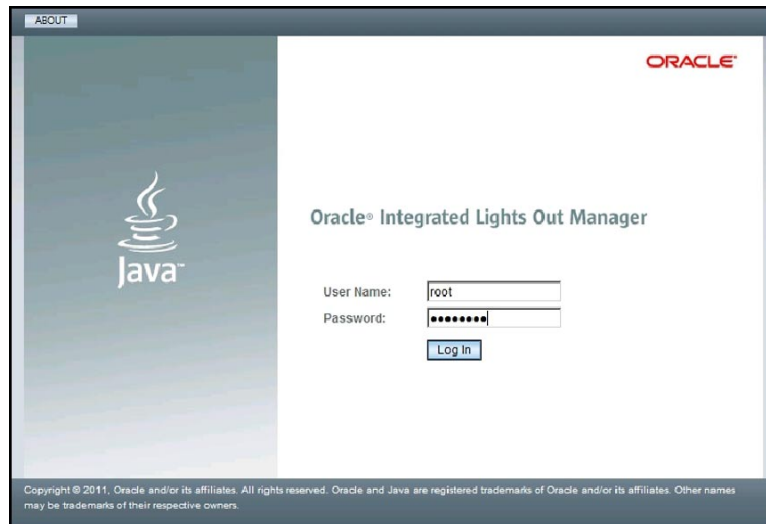 ABOUT
ORACLE®
Java™
Oracle® Integrated Lights Out Manager
User Name: root
Password: ••••••••
Log In
Copyright © 2011, Oracle and/or its affiliates. All rights reserved. Oracle and Java are registered trademarks of Oracle and/or its affiliates. Other names
may be trademarks of their respective owners.